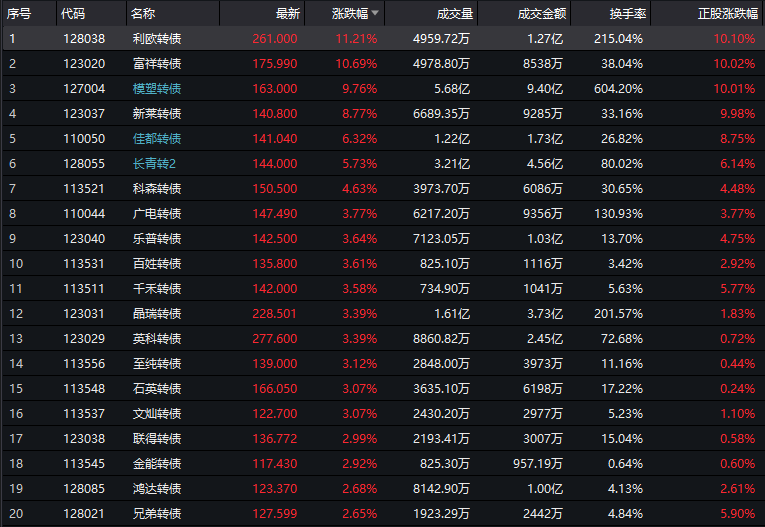 序号 代码 名称 最新 涨跌幅 成交量 成交金额 换手率 正股涨跌幅
1 128038 利欧转债 261.000 11.21% 4959.72万 1.27亿 215.04% 10.10%
2 123020 富祥转债 175.990 10.69% 4978.80万 8538万 38.04% 10.02%
3 127004 模塑转债 163.000 9.76% 5.68亿 9.40亿 604.20% 10.01%
4 123037 新莱转债 140.800 8.77% 6689.35万 9285万 33.16% 9.98%
5 110050 佳都转债 141.040 6.32% 1.22亿 1.73亿 26.82% 8.75%
6 128055 长青转2 144.000 5.73% 3.21亿 4.56亿 80.02% 6.14%
7 113521 科森转债 150.500 4.63% 3973.70万 6086万 30.65% 4.48%
8 110044 广电转债 147.490 3.77% 6217.20万 9356万 130.93% 3.77%
9 123040 乐普转债 142.500 3.64% 7123.05万 1.03亿 13.70% 4.75%
10 113531 百姓转债 135.800 3.61% 825.10万 1116万 3.42% 2.92%
11 113511 千禾转债 142.000 3.58% 734.90万 1041万 5.63% 5.77%
12 123031 晶瑞转债 228.501 3.39% 1.61亿 3.73亿 201.57% 1.83%
13 123029 英科转债 277.600 3.39% 8860.82万 2.45亿 72.68% 0.72%
14 113556 至纯转债 139.000 3.12% 2848.00万 3973万 11.16% 0.44%
15 113548 石英转债 166.050 3.07% 3635.10万 6198万 17.22% 0.24%
16 113537 文灿转债 122.700 3.07% 2430.20万 2977万 5.23% 1.10%
17 123038 联得转债 136.772 2.99% 2193.41万 3007万 15.04% 0.58%
18 113545 金能转债 117.430 2.92% 825.30万 957.19万 0.64% 0.60%
19 128085 鸿达转债 123.370 2.68% 8142.90万 1.00亿 4.13% 2.61%
20 128021 兄弟转债 127.599 2.65% 1923.29万 2442万 4.84% 5.90%